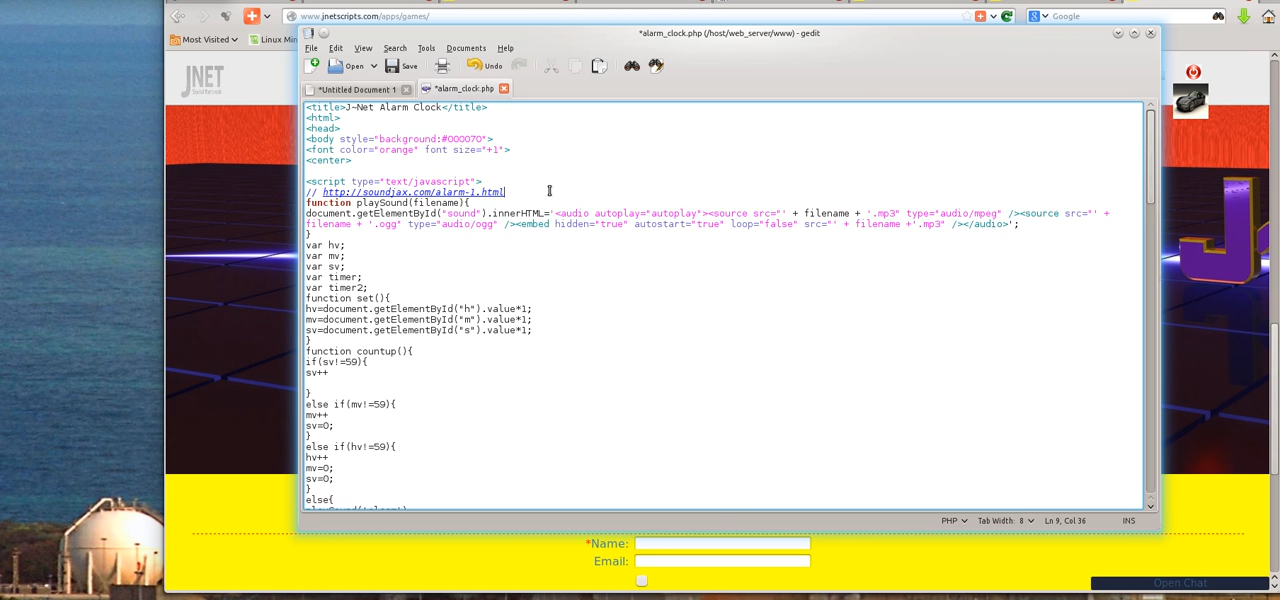 www.jnetscripts.com/apps/games/
Google
Most Visited
Linux Min
JNET
*alarm_clock.php (/host/web_server/www) - gedit
File Edit View Search Tools Documents Help
Open Save Undo
*Untitled Document 1
*alarm_clock.php
<title>J~Net Alarm Clock</title>
<html>
<head>
<body style="background:#000070">
<font color="orange" font size="+1">
<center>
<script type="text/javascript">
// http://soundjax.com/alarm-1.html
function playSound(filename){
document.getElementById("sound").innerHTML='<audio autoplay="autoplay"><source src="' + filename + '.mp3" type="audio/mpeg" /><source src="' +
filename + '.ogg" type="audio/ogg" /><embed hidden="true" autostart="true" loop="false" src="' + filename +'.mp3" /></audio>';
}
var hv;
var mv;
var sv;
var timer;
var timer2;
function set(){
hv=document.getElementById("h").value*1;
mv=document.getElementById("m").value*1;
sv=document.getElementById("s").value*1;
}
function countup(){
if(sv!=59){
sv++
}
else if(mv!=59){
mv++
sv=0;
}
else if(hv!=59){
hv++
mv=0;
sv=0;
}
else{
PHP Tab Width: 8 Ln 9, Col 36 INS
*Name:
Email:
Open Chat